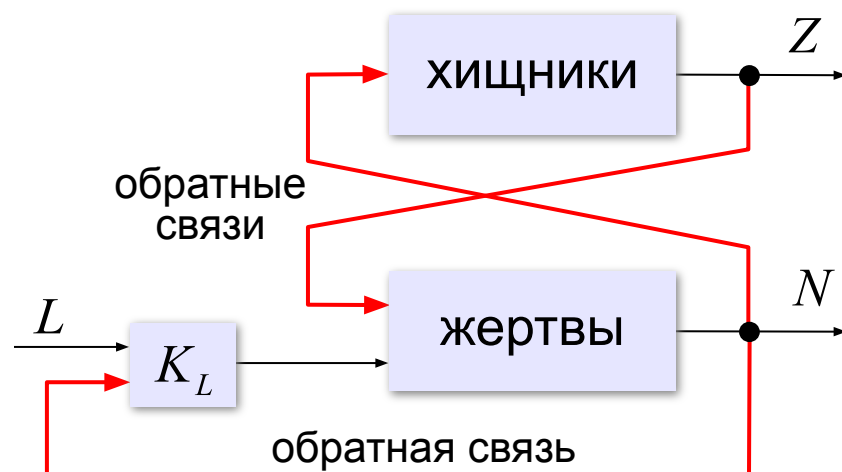 Z
хищники
обратные
связи
N
L
жертвы
K_L
обратная связь